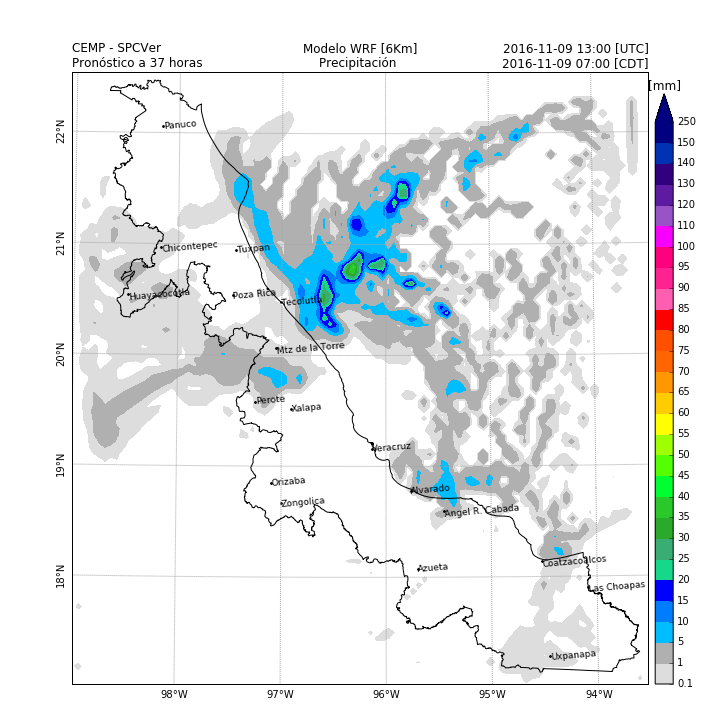 CEMP - SPCVer
Modelo WRF [6Km]
2016-11-09 13:00 [UTC]
Pronóstico a 37 horas
Precipitación
2016-11-09 07:00 [CDT]
[mm]
250
150
140
130
120
110
100
95
90
85
80
75
70
65
60
55
50
45
40
35
30
25
20
15
10
5
1
0.1
22°N
21°N
20°N
19°N
18°N
Panuco
Chicontepec
Tuxpan
Huayacocotla
Poza Rica
Tecolutla
Mtz de la Torre
Perote
Xalapa
Veracruz
Orizaba
Alvarado
Zongolica
Angel R. Cabada
Azueta
Coatzacoalcos
Las Choapas
Uxpanapa
98°W
97°W
96°W
95°W
94°W